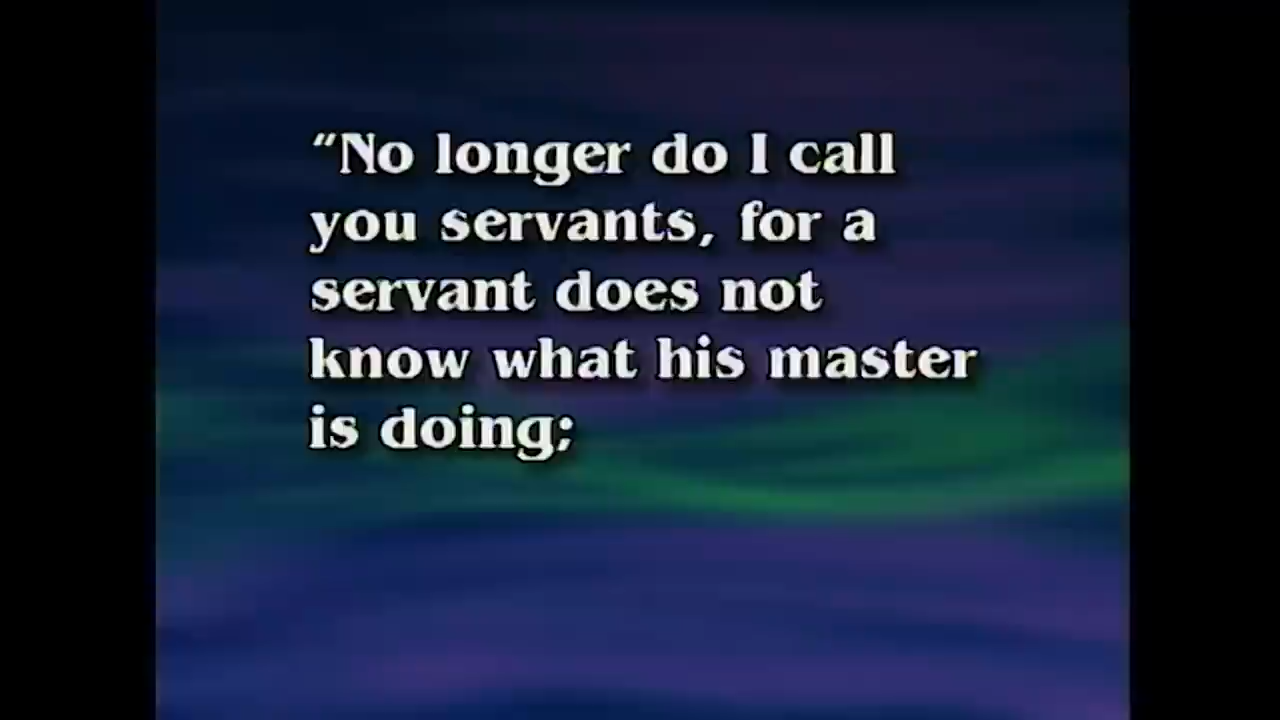 “No longer do I call
you servants, for a
servant does not
know what his master
is doing;